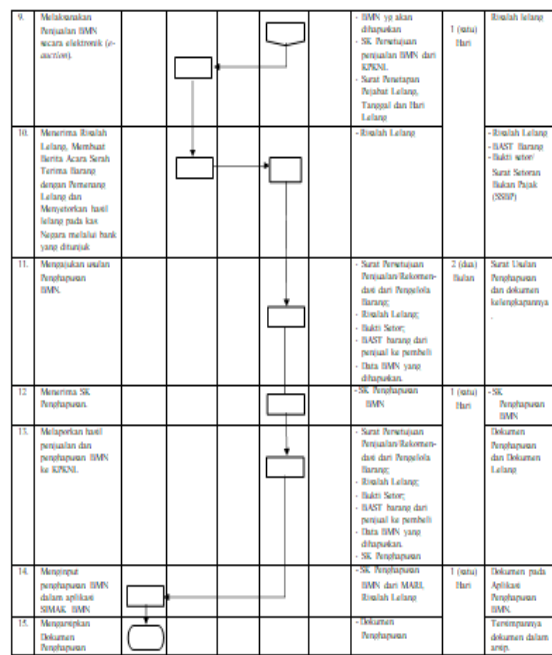 9.
Melaksanakan
Penjualan BMN
secara elektronik (e-
auction).
- BMN yg akan
dihapuskan
- SK Persetujuan
penjualan BMN dari
KPKNL
- Surat Penetapan
Pejabat Lelang,
Tanggal dan Hari
Lelang
1 (satu)
Hari
Risalah lelang
10.
Menerima Risalah
Lelang, Membuat
Berita Acara Serah
Terima Barang
dengan Pemenang
Lelang dan
Menyetorkan hasil
lelang pada kas
Negara melalui bank
yang ditunjuk
- Risalah Lelang
- Risalah Lelang
- BAST Barang
- Bukti setor/
Surat Setoran
Bukan Pajak
(SSBP)
11.
Mengajukan usulan
Penghapusan
BMN.
- Surat Persetujuan
Penjualan/Rekomen-
dasi dari Pengelola
Barang;
- Risalah Lelang;
- Bukti Setor;
- BAST barang dari
penjual ke pembeli
- Data BMN yang
dihapuskan.
2 (dua)
Bulan
Surat Usulan
Penghapusan
dan dokumen
kelengkapannya
.
12
Menerima SK
Penghapusan.
- SK Penghapusan
BMN
1 (satu)
Hari
- SK
Penghapusan
BMN
13.
Melaporkan hasil
penjualan dan
penghapusan BMN
ke KPKNL
- Surat Persetujuan
Penjualan/Rekomen-
dasi dari Pengelola
Barang;
- Risalah Lelang;
- Bukti Setor;
- BAST barang dari
penjual ke pembeli
- Data BMN yang
dihapuskan.
- SK Penghapusan
Dokumen
Penghapusan
dan Dokumen
Lelang
14.
Menginput
penghapusan BMN
dalam aplikasi
SIMAK BMN
- SK Penghapusan
BMN dari MARI,
Risalah Lelang
1 (satu)
Hari
Dokumen pada
Aplikasi
Penghapusan
BMN.
15.
Mengarsipkan
Dokumen
Penghapusan
- Dokumen
Penghapusan
Tersimpannya
dokumen dalam
arsip.